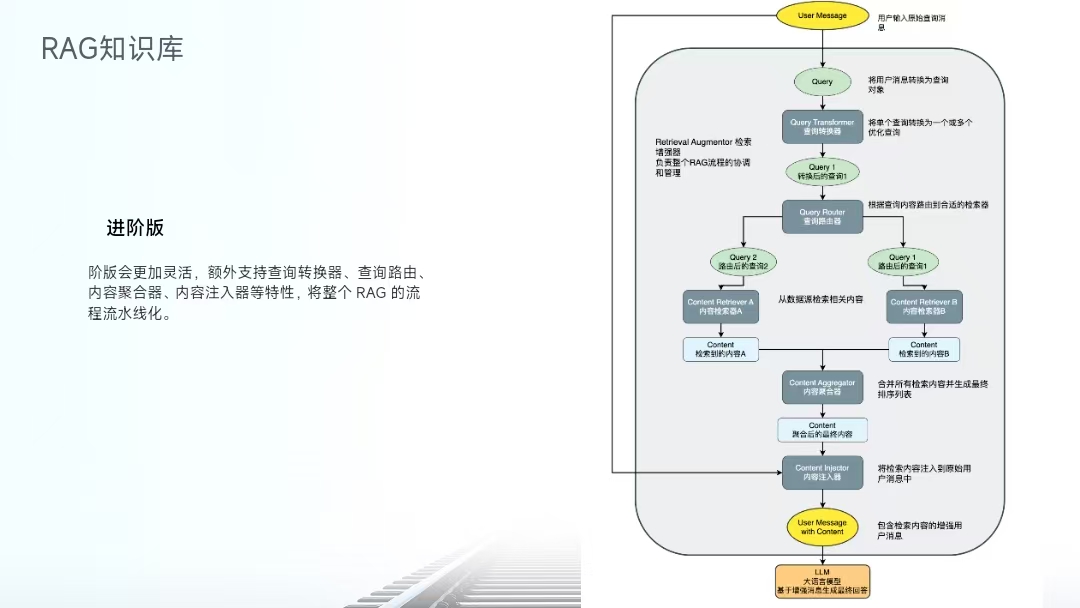 RAG知识库
进阶版
阶版会更加灵活，额外支持查询转换器、查询路由、
内容聚合器、内容注入器等特性，将整个 RAG 的流
程流水线化。
User Message
用户输入原始查询消
息
Query
将用户消息转换为查询
对象
Query Transformer
查询转换器
将单个查询转换为一个或多个
优化查询
Retrieval Augmentor 检索
增强器
负责整个RAG流程的协调
和管理
Query 1
转换后的查询1
Query Router
查询路由器
根据查询内容路由到合适的检索器
Query 2
路由后的查询2
Query 1
路由后的查询1
Content Retriever A
内容检索器A
从数据源检索相关内容
Content Retriever B
内容检索器B
Content
检索到的内容A
Content
检索到的内容B
Content Aggregator
内容聚合器
合并所有检索内容并生成最终
排序列表
Content
聚合后的最终内容
Content Injector
内容注入器
将检索内容注入到原始用
户消息中
User Message
with Content
包含检索内容的增强用
户消息
LLM
大语言模型
基于增强消息生成最终回答